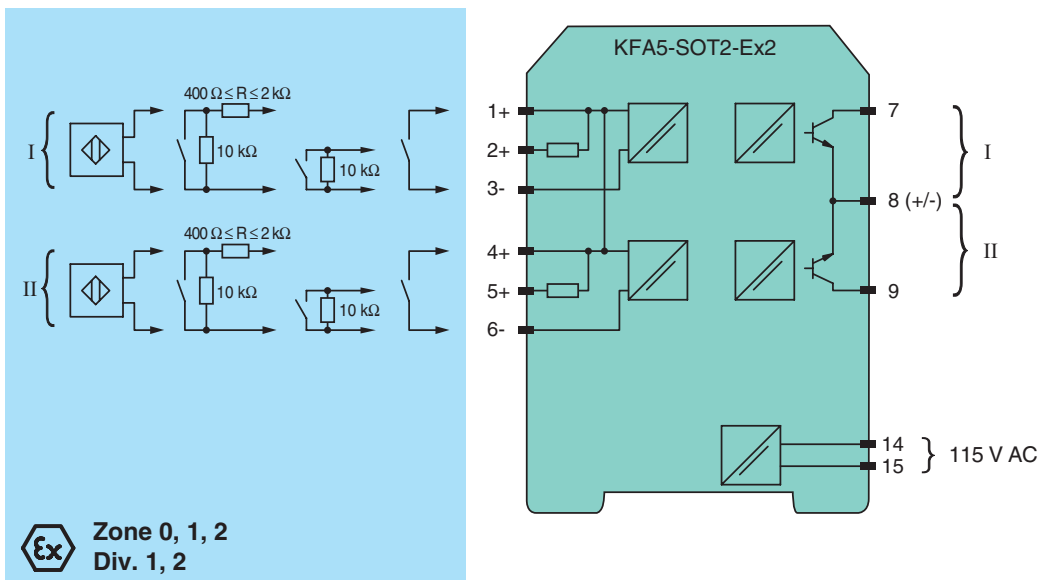 KFA5-SOT2-Ex2
400 Ω ≤ R ≤ 2 kΩ
I
10 kΩ
10 kΩ
1+
2+
3-
7
I
8 (+/-)
400 Ω ≤ R ≤ 2 kΩ
II
10 kΩ
10 kΩ
4+
5+
6-
II
9
14
15
115 V AC
Ex
Zone 0, 1, 2
Div. 1, 2